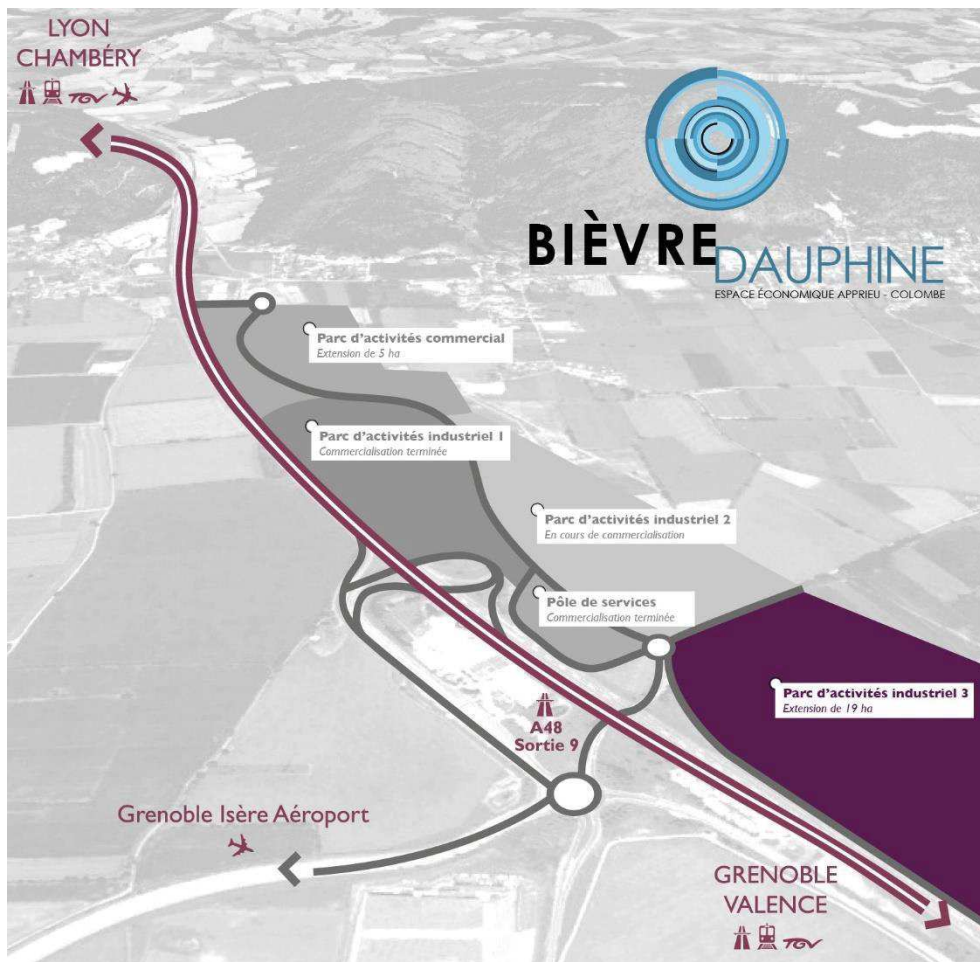 LYON
CHAMBÉRY
TGV
BIÈVRE
DAUPHINE
ESPACE ÉCONOMIQUE APPRIEU - COLOMBE
Parc d'activités commercial
Extension de 5 ha
Parc d'activités industriel 1
Commercialisation terminée
Parc d'activités industriel 2
En cours de commercialisation
Pôle de services
Commercialisation terminée
Parc d'activités industriel 3
Extension de 19 ha
A48
Sortie 9
Grenoble Isère Aéroport
GRENOBLE
VALENCE
TGV